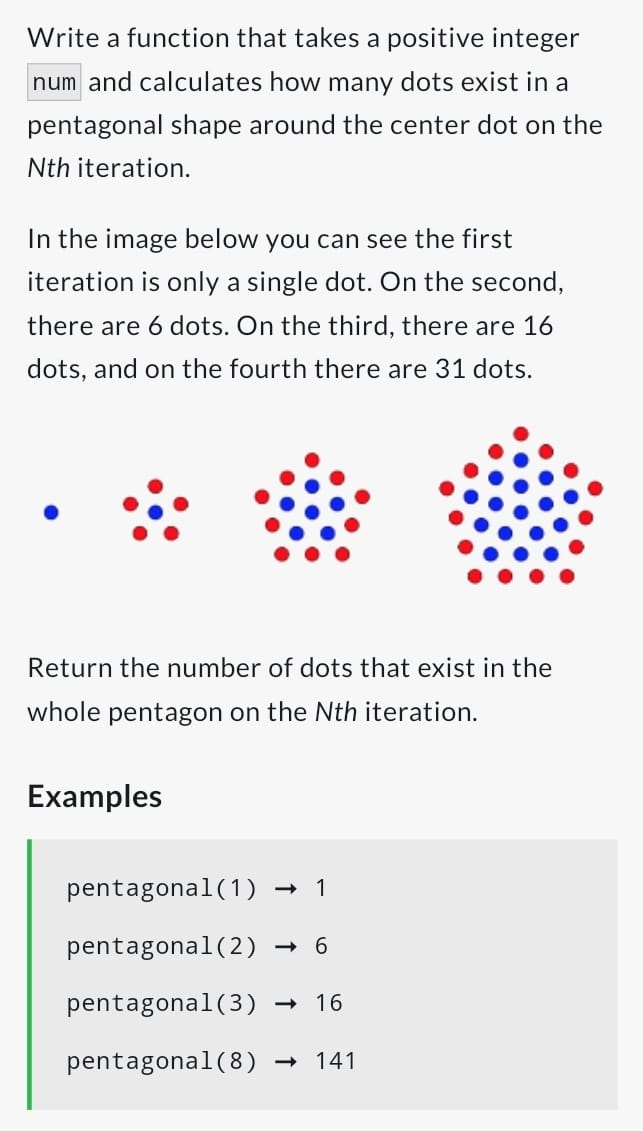 Write a function that takes a positive integer
num and calculates how many dots exist in a
pentagonal shape around the center dot on the
Nth iteration.
In the image below you can see the first
iteration is only a single dot. On the second,
there are 6 dots. On the third, there are 16
dots, and on the fourth there are 31 dots.
Return the number of dots that exist in the
whole pentagon on the Nth iteration.
Examples
pentagonal(1) ➞ 1
pentagonal(2) ➞ 6
pentagonal(3) ➞ 16
pentagonal(8) ➞ 141